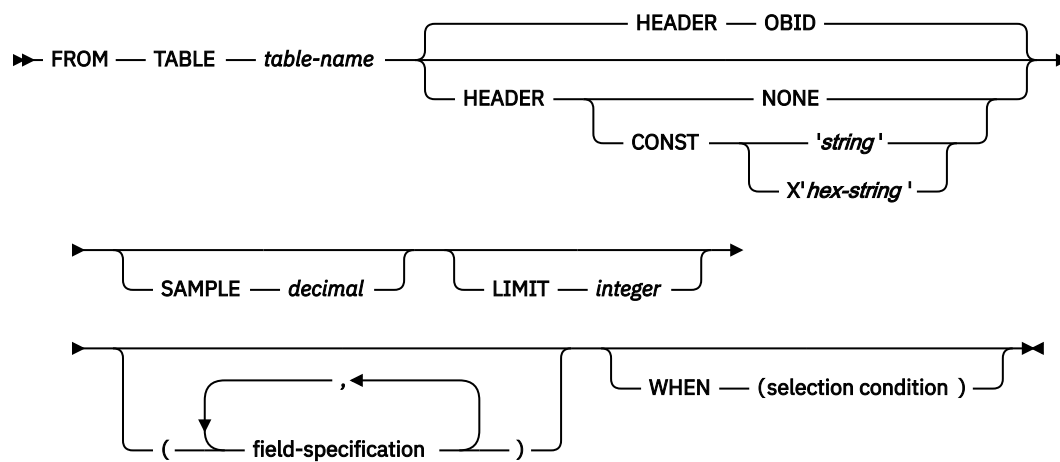 HEADER OBID
FROM TABLE table-name
HEADER NONE
CONST 'string '
X'hex-string '
SAMPLE decimal LIMIT integer
,
WHEN (selection condition )
( field-specification )